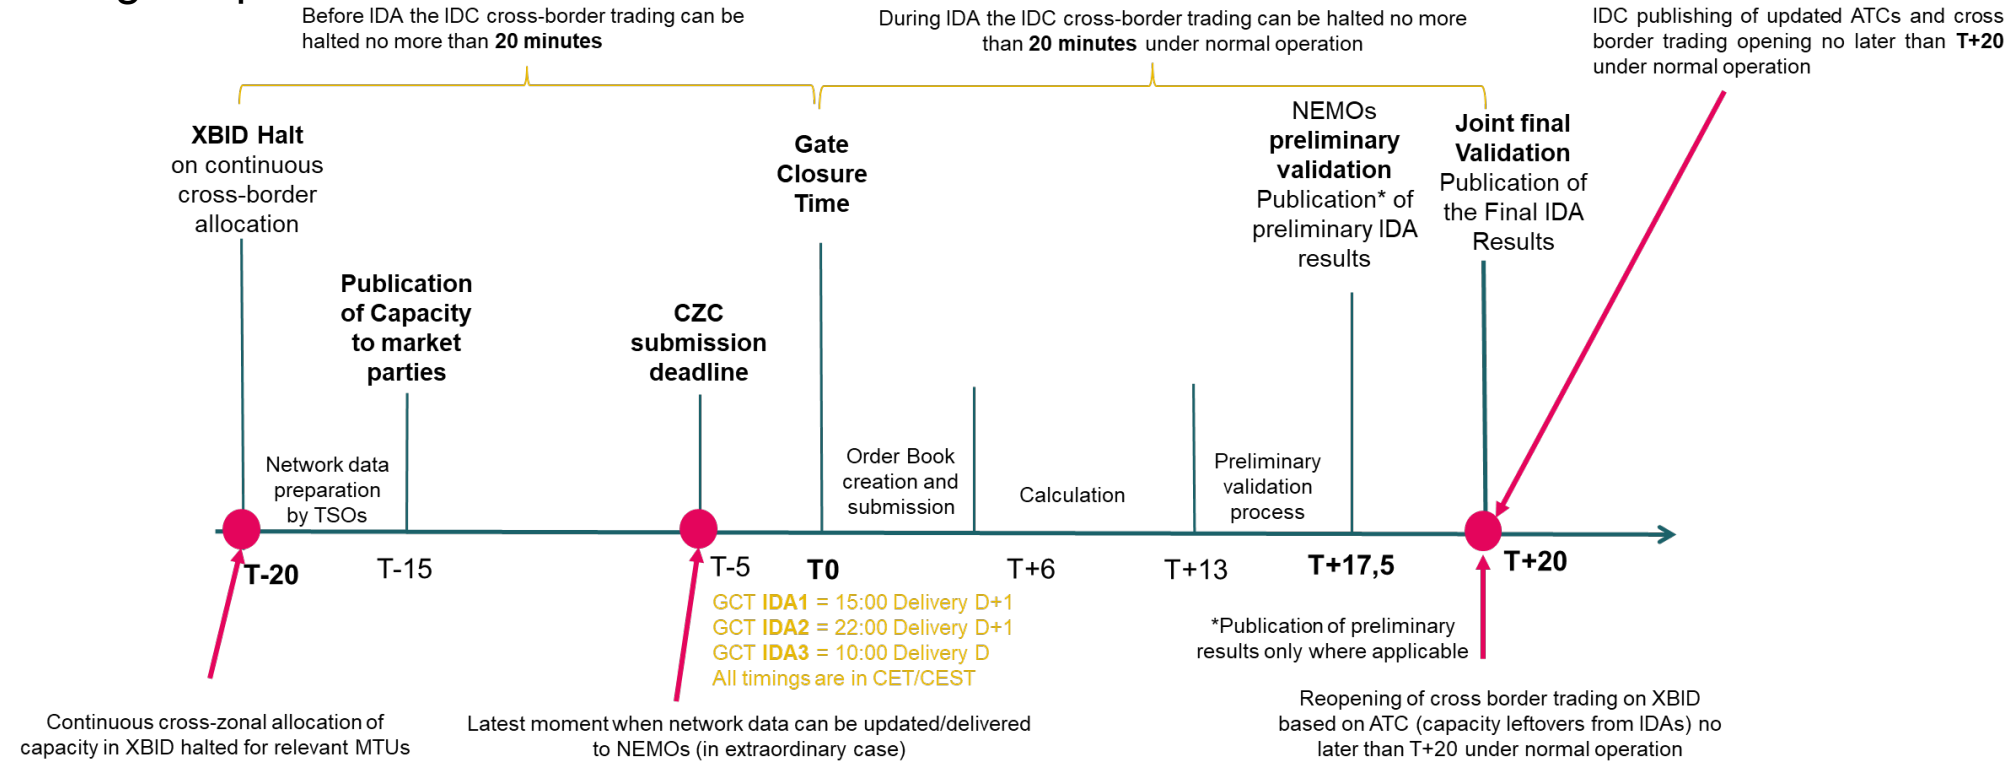 Before IDA the IDC cross-border trading can be
halted no more than 20 minutes
During IDA the IDC cross-border trading can be halted no more
than 20 minutes under normal operation
IDC publishing of updated ATCs and cross
border trading opening no later than T+20
under normal operation
XBID Halt
on continuous
cross-border
allocation
Gate
Closure
Time
NEMOs
preliminary
validation
Publication* of
preliminary IDA
results
Joint final
Validation
Publication of
the Final IDA
Results
Publication
of Capacity
to market
parties
CZC
submission
deadline
Network data
preparation
by TSOs
Order Book
creation and
submission
Calculation
Preliminary
validation
process
T-20
T-15
T-5
T0
T+6
T+13
T+17,5
T+20
GCT IDA1 = 15:00 Delivery D+1
GCT IDA2 = 22:00 Delivery D+1
GCT IDA3 = 10:00 Delivery D
All timings are in CET/CEST
*Publication of preliminary
results only where applicable
Continuous cross-zonal allocation of
capacity in XBID halted for relevant MTUs
Latest moment when network data can be updated/delivered
to NEMOs (in extraordinary case)
Reopening of cross border trading on XBID
based on ATC (capacity leftovers from IDAs) no
later than T+20 under normal operation